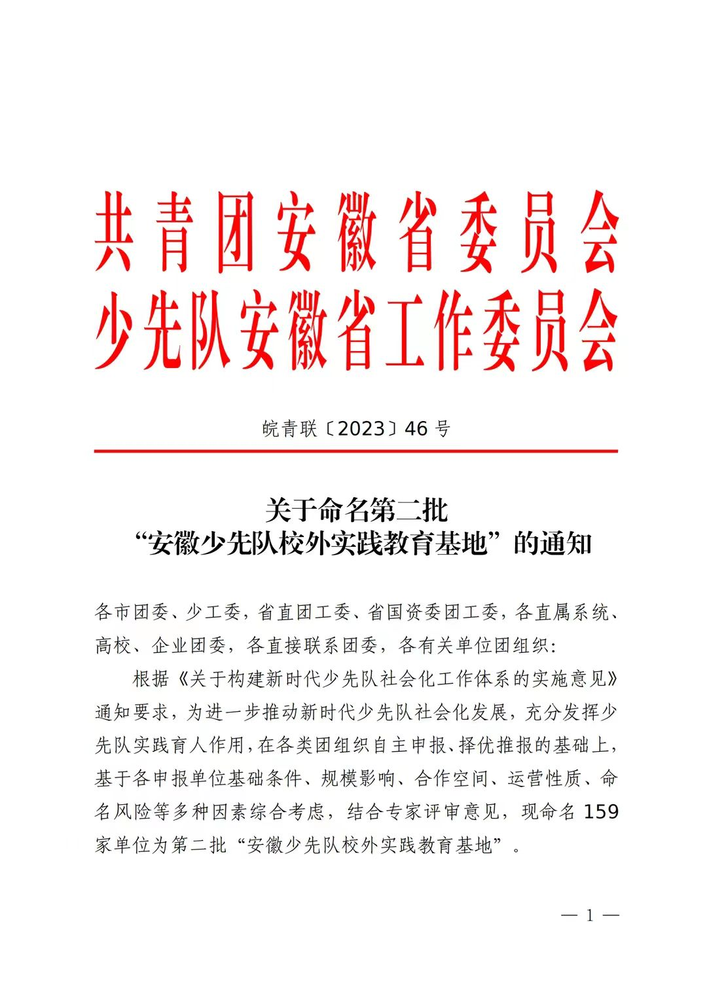 共青团安徽省委员会
少先队安徽省工作委员会
皖青联〔2023〕46 号
关于命名第二批
“安徽少先队校外实践教育基地”的通知
各市团委、少工委，省直团工委、省国资委团工委，各直属系统、
高校、企业团委，各直接联系团委，各有关单位团组织：
根据《关于构建新时代少先队社会化工作体系的实施意见》
通知要求，为进一步推动新时代少先队社会化发展，充分发挥少
先队实践育人作用，在各类团组织自主申报、择优推报的基础上，
基于各申报单位基础条件、规模影响、合作空间、运营性质、命
名风险等多种因素综合考虑，结合专家评审意见，现命名 159
家单位为第二批“安徽少先队校外实践教育基地”。
— 1 —